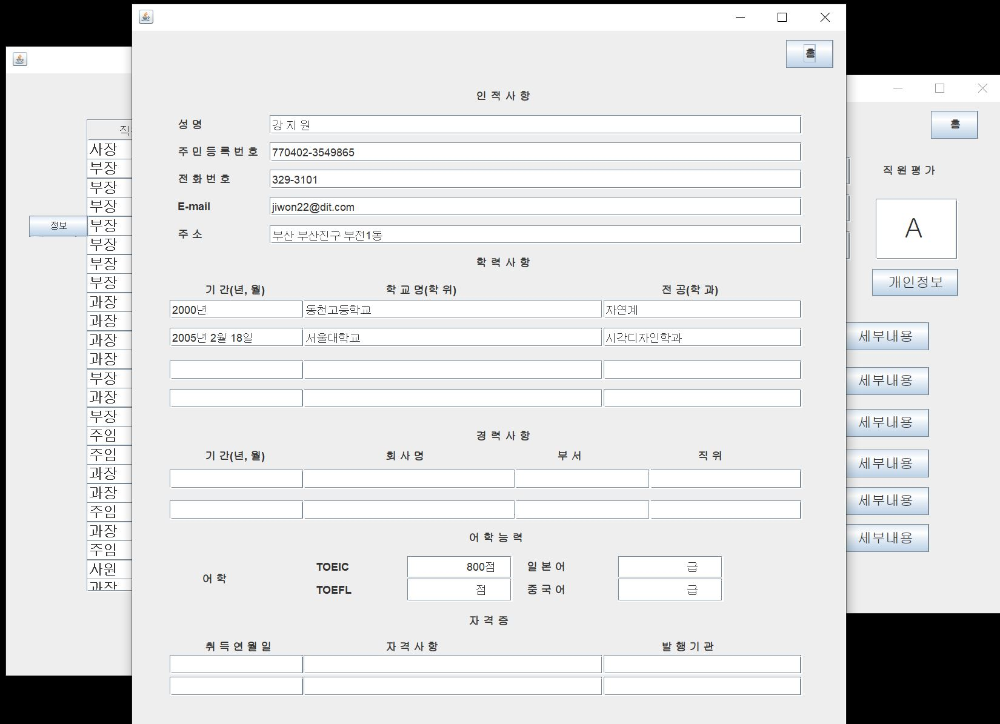 홈
인 적 사 항
성 명 강 지 원
주 민 등 록 번 호 770402-3549865
전 화 번 호 329-3101
E-mail jiwon22@dit.com
주 소 부산 부산진구 부전1동
학 력 사 항
기 간(년, 월) 학 교 명(학 위) 전 공(학 과)
2000년 동천고등학교 자연계
2005년 2월 18일 서울대학교 시각디자인학과
경 력 사 항
기 간(년, 월) 회 사 명 부 서 직 위
어 학 능 력
어 학
TOEIC 800점 일 본 어 급
TOEFL 점 중 국 어 급
자 격 증
취 득 연 월 일 자 격 사 항 발 행 기 관
사장
부장
부장
부장
정보 부장
부장
부장
부장
과장
과장
과장
과장
부장
과장
부장
주임
주임
과장
과장
주임
과장
주임
사원
과장
홈
직 원 평 가
A
개인정보
세부내용
세부내용
세부내용
세부내용
세부내용
세부내용